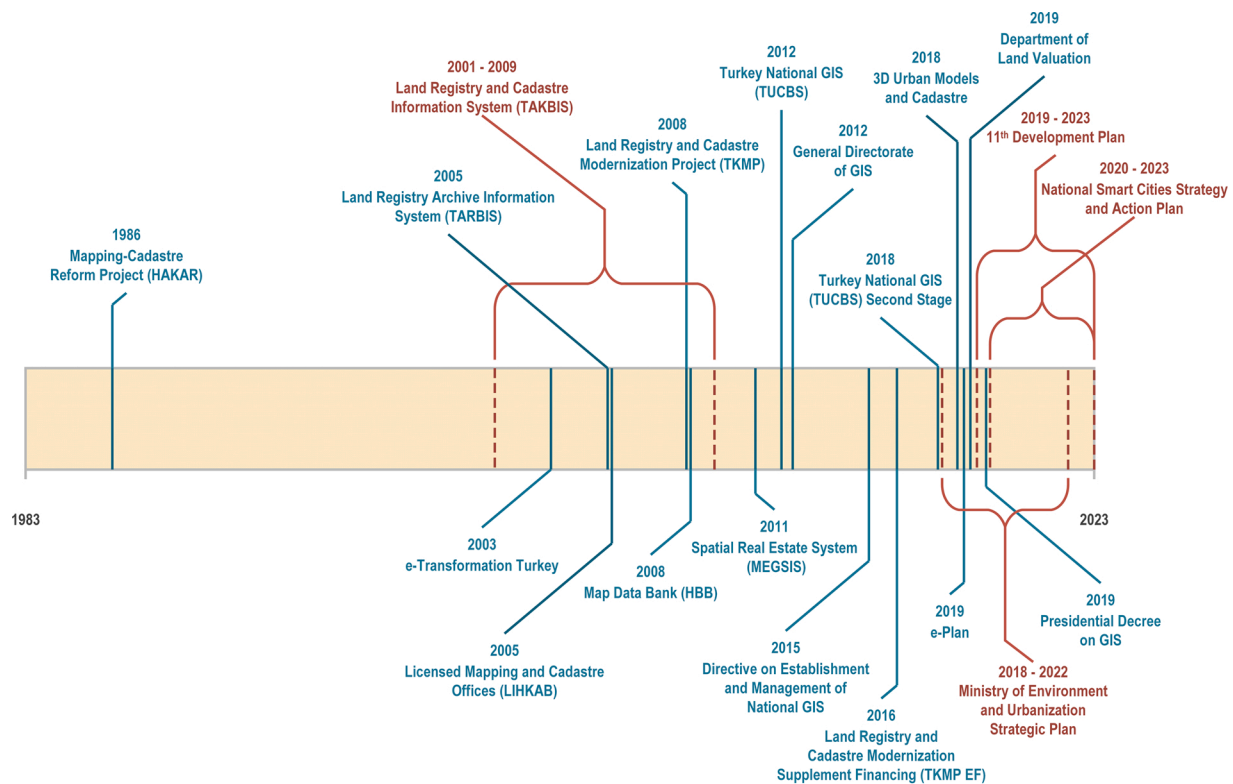 2019
Department of
Land Valuation
2012
Turkey National GIS
(TUCBS)
2018
3D Urban Models
and Cadastre
2001 - 2009
Land Registry and Cadastre
Information System (TAKBIS)
2008
Land Registry and Cadastre
Modernization Project (TKMP)
2012
General Directorate
of GIS
2019 - 2023
11th Development Plan
2020 - 2023
National Smart Cities Strategy
and Action Plan
2005
Land Registry Archive Information
System (TARBIS)
1986
Mapping-Cadastre
Reform Project (HAKAR)
2018
Turkey National GIS
(TUCBS) Second Stage
1983
2023
2003
e-Transformation Turkey
2008
Map Data Bank (HBB)
2011
Spatial Real Estate System
(MEGSIS)
2019
e-Plan
2019
Presidential Decree
on GIS
2005
Licensed Mapping and Cadastre
Offices (LIHKAB)
2015
Directive on Establishment
and Management of
National GIS
2016
Land Registry and
Cadastre Modernization
Supplement Financing (TKMP EF)
2018 - 2022
Ministry of Environment
and Urbanization
Strategic Plan